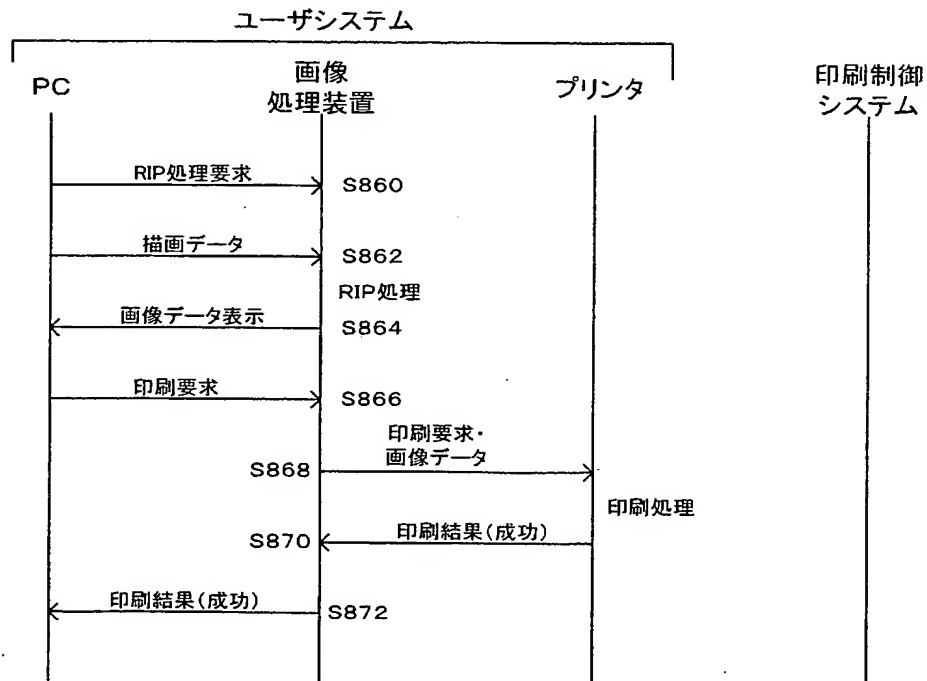 ユーザシステム
PC
画像
処理装置
プリンタ
印刷制御
システム
RIP処理要求
S860
描画データ
S862
RIP処理
画像データ表示
S864
印刷要求
S866
印刷要求・
画像データ
S868
印刷処理
印刷結果(成功)
S870
印刷結果(成功)
S872